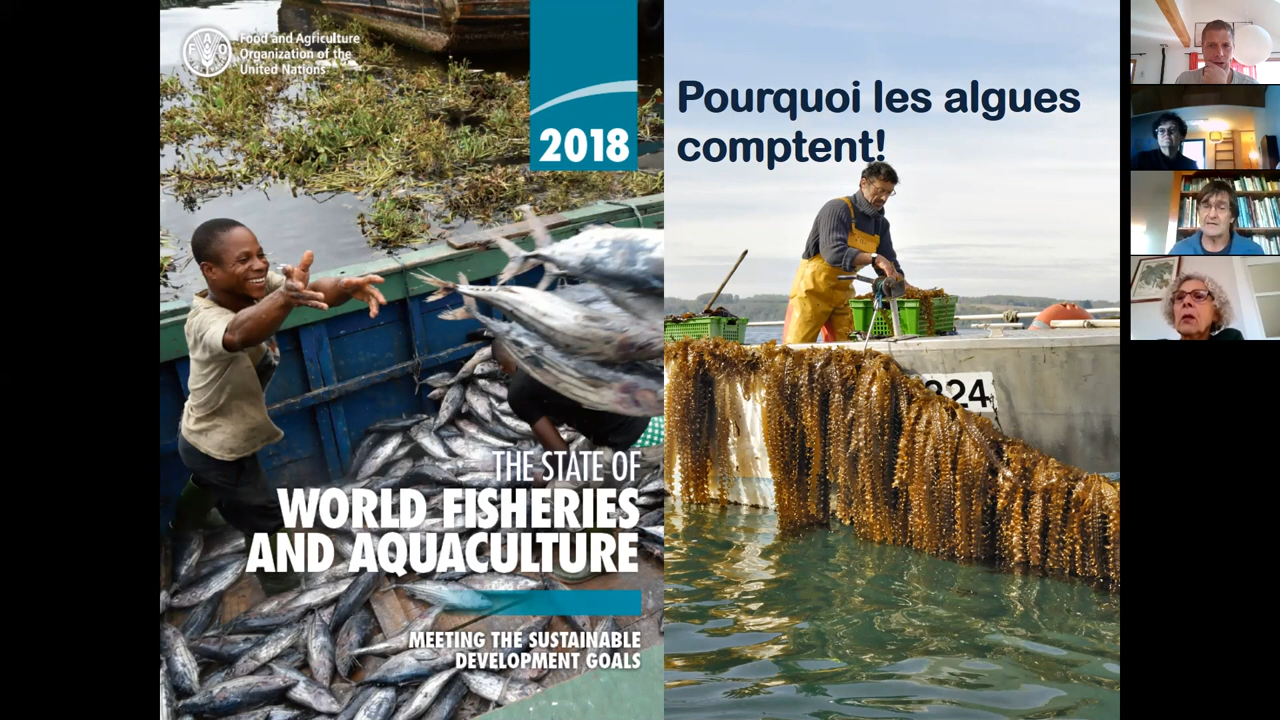 Food and Agriculture
Organization of the
United Nations
2018
THE STATE OF
WORLD FISHERIES
AND AQUACULTURE
MEETING THE SUSTAINABLE
DEVELOPMENT GOALS
Pourquoi les algues
comptent!
324